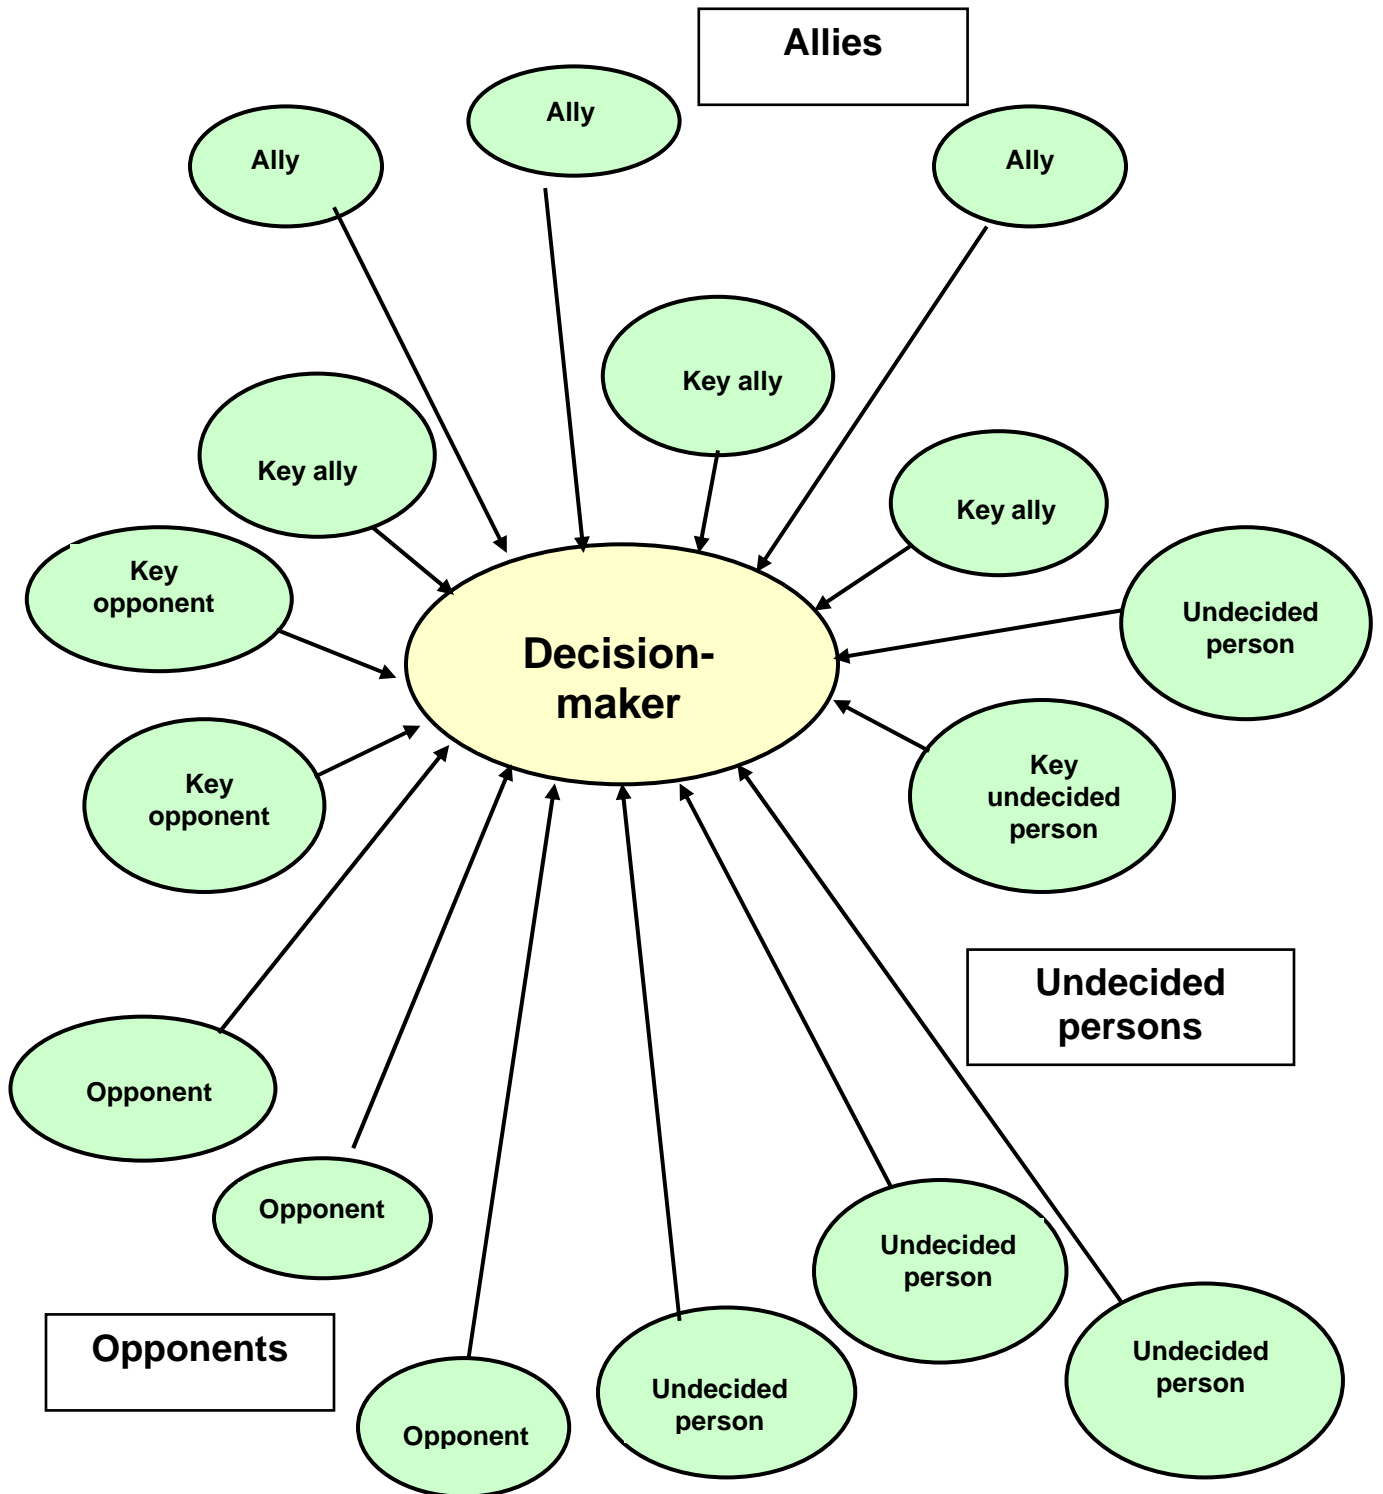 Allies
Ally
Ally
Ally
Key ally
Key ally
Key ally
Key
opponent
Undecided
person
Decision-
maker
Key
opponent
Key
undecided
person
Undecided
persons
Opponent
Opponent
Undecided
person
Opponents
Undecided
person
Undecided
person
Opponent